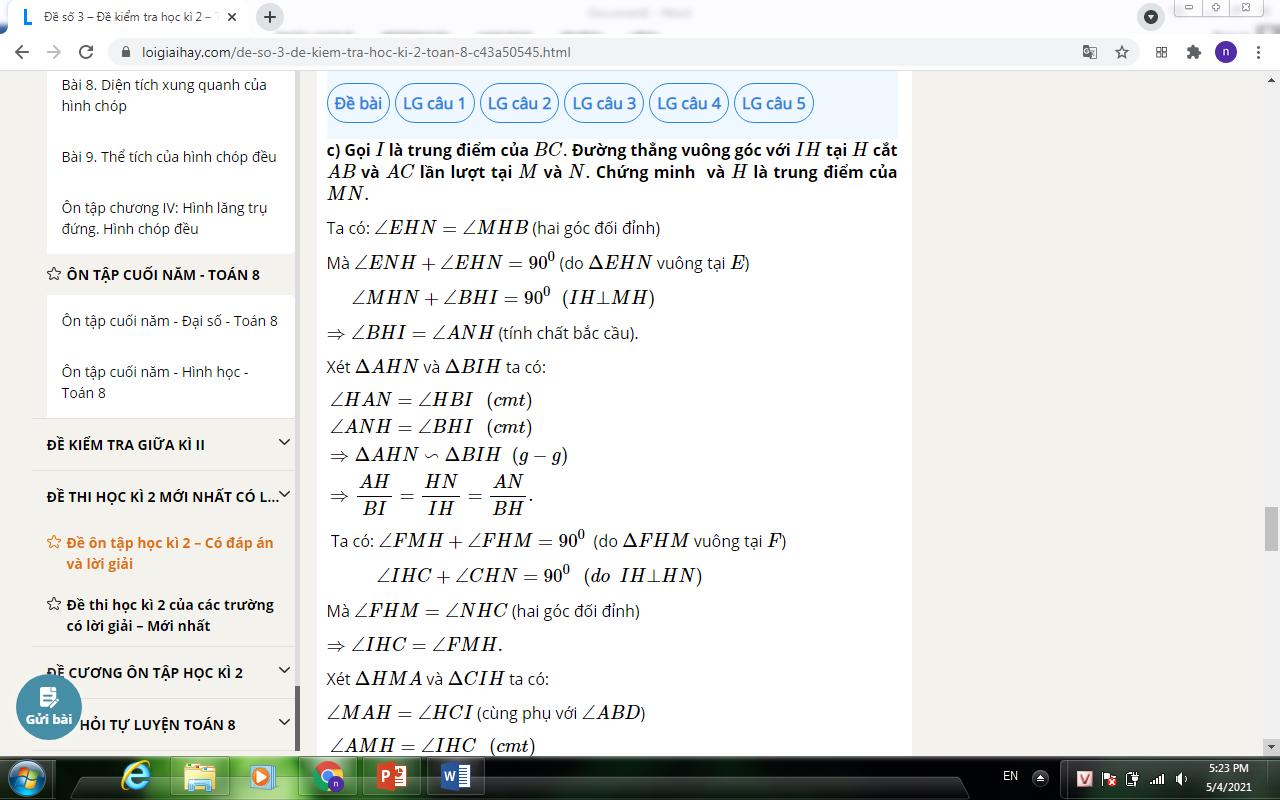 Đề số 3 – Đề kiểm tra học kì 2 –
loigiaihay.com/de-so-3-de-kiem-tra-hoc-ki-2-toan-8-c43a50545.html
n
Bài 8. Diện tích xung quanh của
hình chóp
Bài 9. Thể tích của hình chóp đều
Ôn tập chương IV: Hình lăng trụ
đứng. Hình chóp đều
ÔN TẬP CUỐI NĂM - TOÁN 8
Ôn tập cuối năm - Đại số - Toán 8
Ôn tập cuối năm - Hình học -
Toán 8
ĐỀ KIỂM TRA GIỮA KÌ II
ĐỀ THI HỌC KÌ 2 MỚI NHẤT CÓ L...
Đề ôn tập học kì 2 – Có đáp án
và lời giải
Đề thi học kì 2 của các trường
có lời giải – Mới nhất
ĐỀ CƯƠNG ÔN TẬP HỌC KÌ 2
HỎI TỰ LUYỆN TOÁN 8
Gửi bài
Đề bài LG câu 1 LG câu 2 LG câu 3 LG câu 4 LG câu 5
c) Gọi I là trung điểm của BC. Đường thẳng vuông góc với IH tại H cắt
AB và AC lần lượt tại M và N. Chứng minh và H là trung điểm của
MN.
Ta có: ∠EHN = ∠MHB (hai góc đối đỉnh)
Mà ∠ENH + ∠EHN = 90⁰ (do ΔEHN vuông tại E)
∠MHN + ∠BHI = 90⁰ (IH⊥MH)
⇒ ∠BHI = ∠ANH (tính chất bắc cầu).
Xét ΔAHN và ΔBIH ta có:
∠HAN = ∠HBI (cmt)
∠ANH = ∠BHI (cmt)
⇒ ΔAHN ∽ ΔBIH (g − g)
⇒ AH/BI = HN/IH = AN/BH.
Ta có: ∠FMH + ∠FHM = 90⁰ (do ΔFHM vuông tại F)
∠IHC + ∠CHN = 90⁰ (do IH⊥HN)
Mà ∠FHM = ∠NHC (hai góc đối đỉnh)
⇒ ∠IHC = ∠FMH.
Xét ΔHMA và ΔCIH ta có:
∠MAH = ∠HCI (cùng phụ với ∠ABD)
∠AMH = ∠IHC (cmt)
EN
5:23 PM
5/4/2021